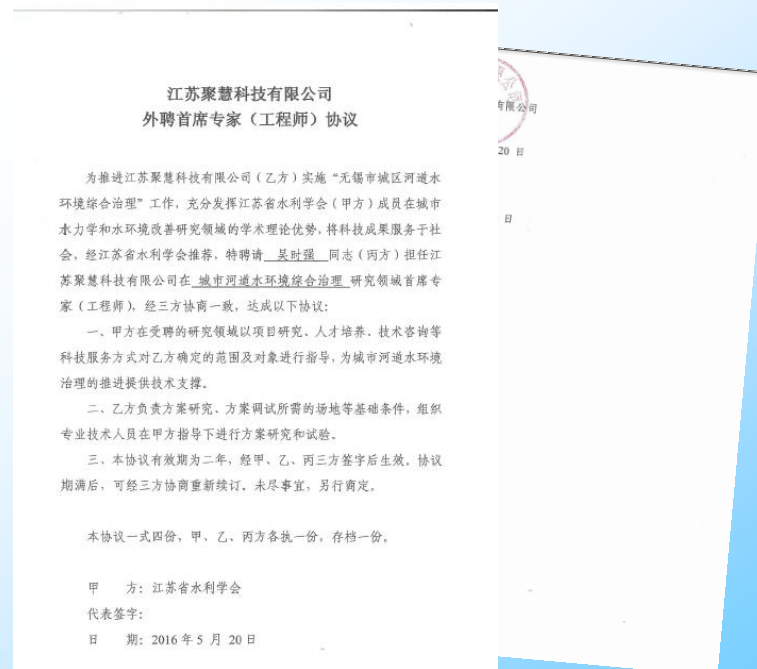 江苏聚慧科技有限公司
外聘首席专家（工程师）协议
为推进江苏聚慧科技有限公司（乙方）实施“无锡市城区河道水
环境综合治理”工作，充分发挥江苏省水利学会（甲方）成员在城市
水力学和水环境改善研究领域的学术理论优势，将科技成果服务于社
会，经江苏省水利学会推荐，特聘请 吴时强 同志（丙方）担任江
苏聚慧科技有限公司在 城市河道水环境综合治理 研究领域首席专
家（工程师），经三方协商一致，达成以下协议：
一、甲方在受聘的研究领域以项目研究、人才培养、技术咨询等
科技服务方式对乙方确定的范围及对象进行指导，为城市河道水环境
治理的推进提供技术支撑。
二、乙方负责方案研究、方案调试所需的场地等基础条件，组织
专业技术人员在甲方指导下进行方案研究和试验。
三、本协议有效期为二年，经甲、乙、丙三方签字后生效。协议
期满后，可经三方协商重新续订。未尽事宜，另行商定。
本协议一式四份，甲、乙、丙方各执一份，存档一份。
甲 方：江苏省水利学会
代表签字：
日 期：2016 年 5 月 20 日
有限公司
20 日
日